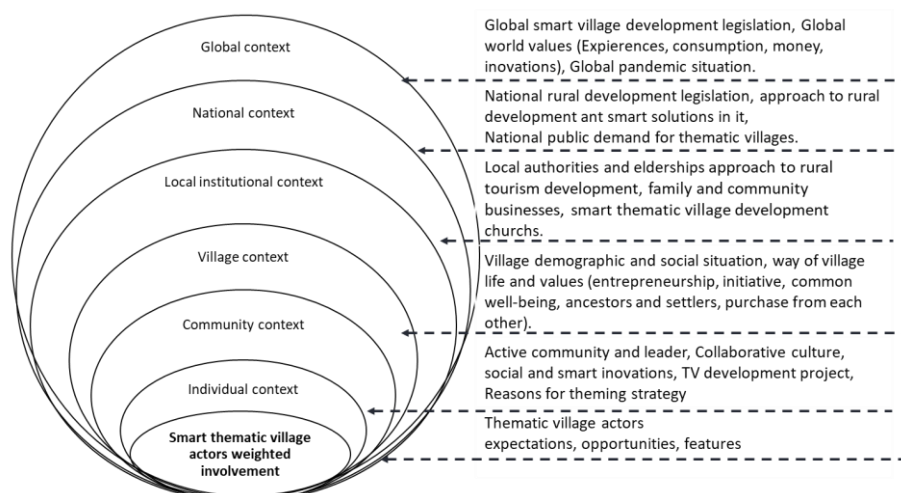 Global context
National context
Local institutional context
Village context
Community context
Individual context
Smart thematic village
actors weighted
involvement
Global smart village development legislation, Global
world values (Expierences, consumption, money,
inovations), Global pandemic situation.
National rural development legislation, approach to rural
development ant smart solutions in it,
National public demand for thematic villages.
Local authorities and elderships approach to rural
tourism development, family and community
businesses, smart thematic village development
churchs.
Village demographic and social situation, way of village
life and values (entrepreneurship, initiative, common
well-being, ancestors and settlers, purchase from each
other).
Active community and leader, Collaborative culture,
social and smart inovations, TV development project,
Reasons for theming strategy
Thematic village actors
expectations, opportunities, features